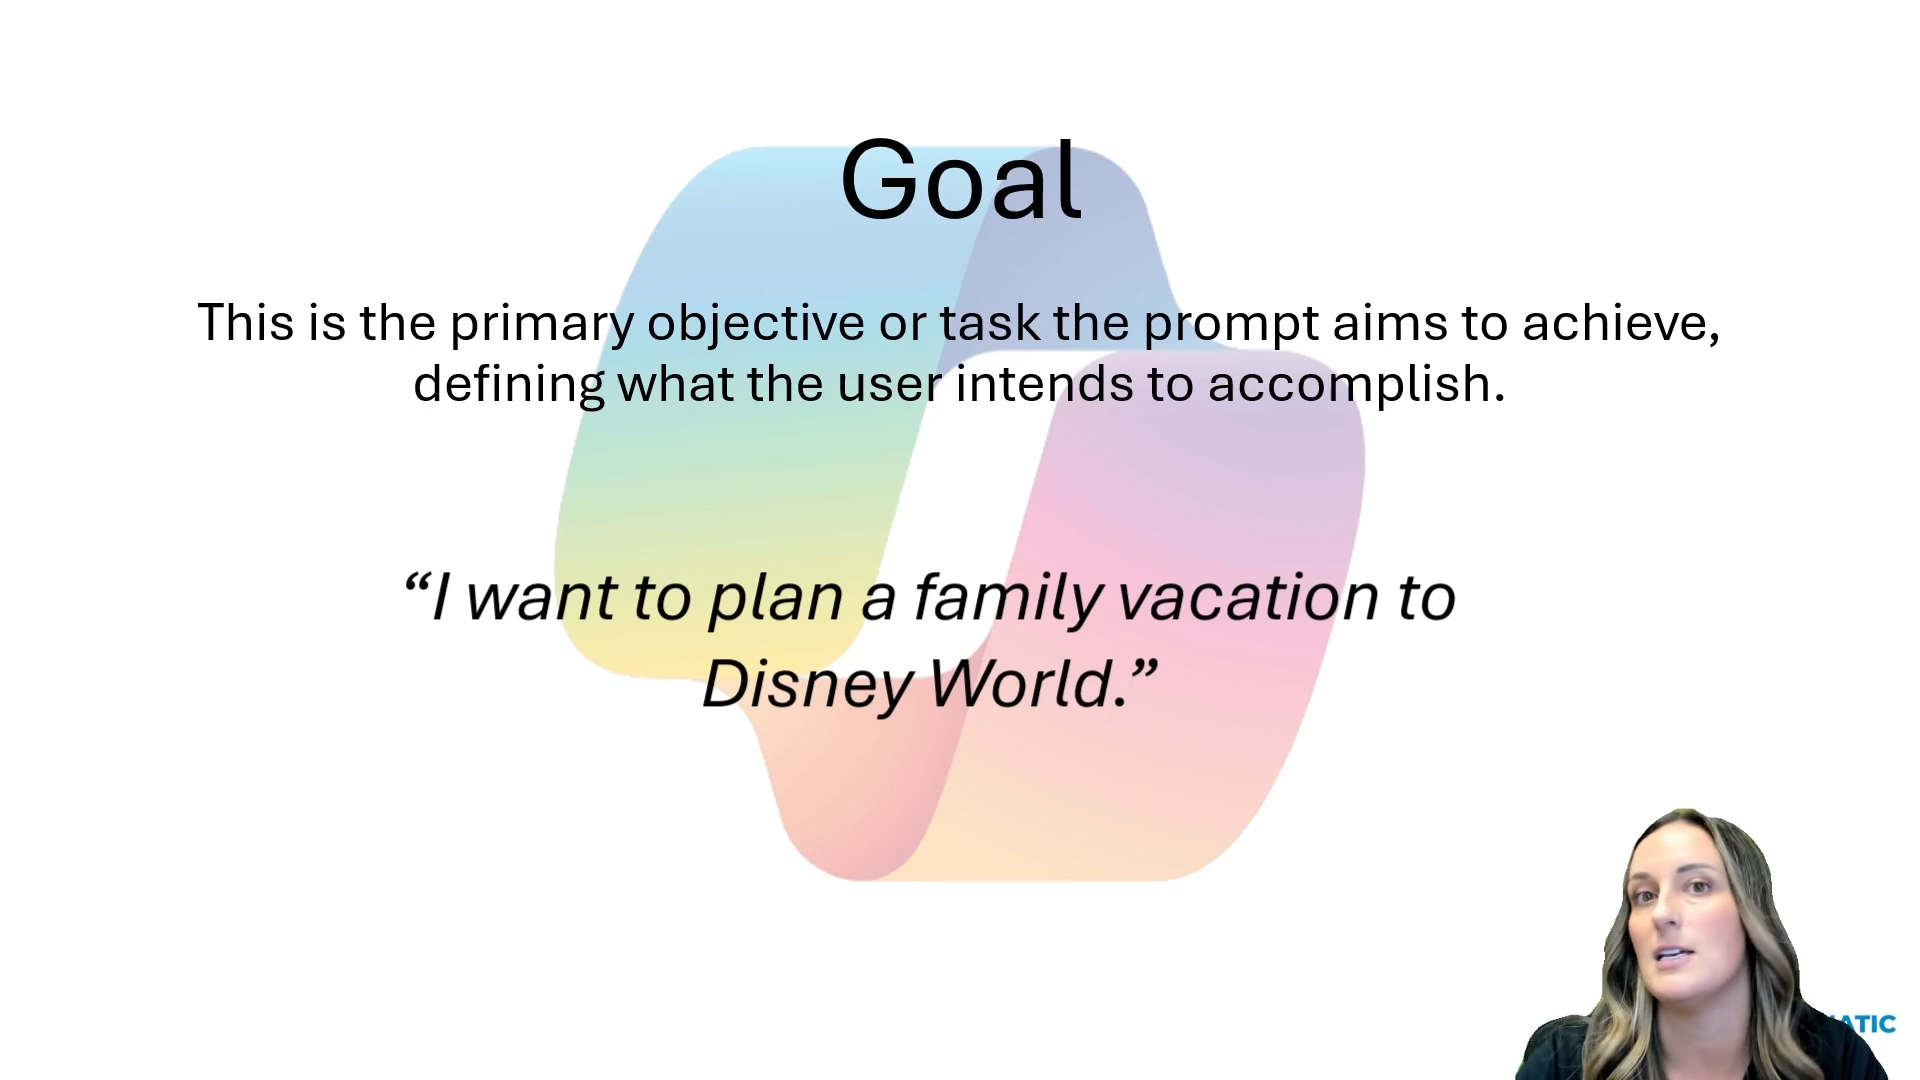 Goal
This is the primary objective or task the prompt aims to achieve,
defining what the user intends to accomplish.
“I want to plan a family vacation to
Disney World.”